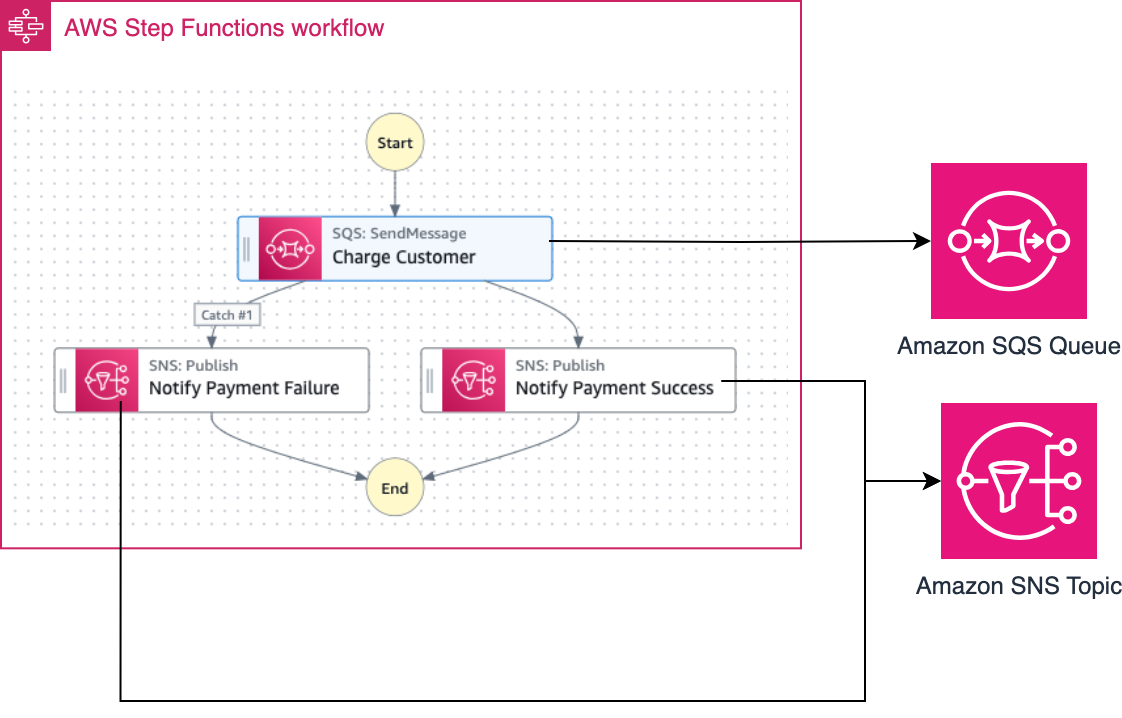 AWS Step Functions workflow
Start
SQS: SendMessage
Charge Customer
Catch #1
SNS: Publish
Notify Payment Failure
SNS: Publish
Notify Payment Success
End
Amazon SQS Queue
Amazon SNS Topic